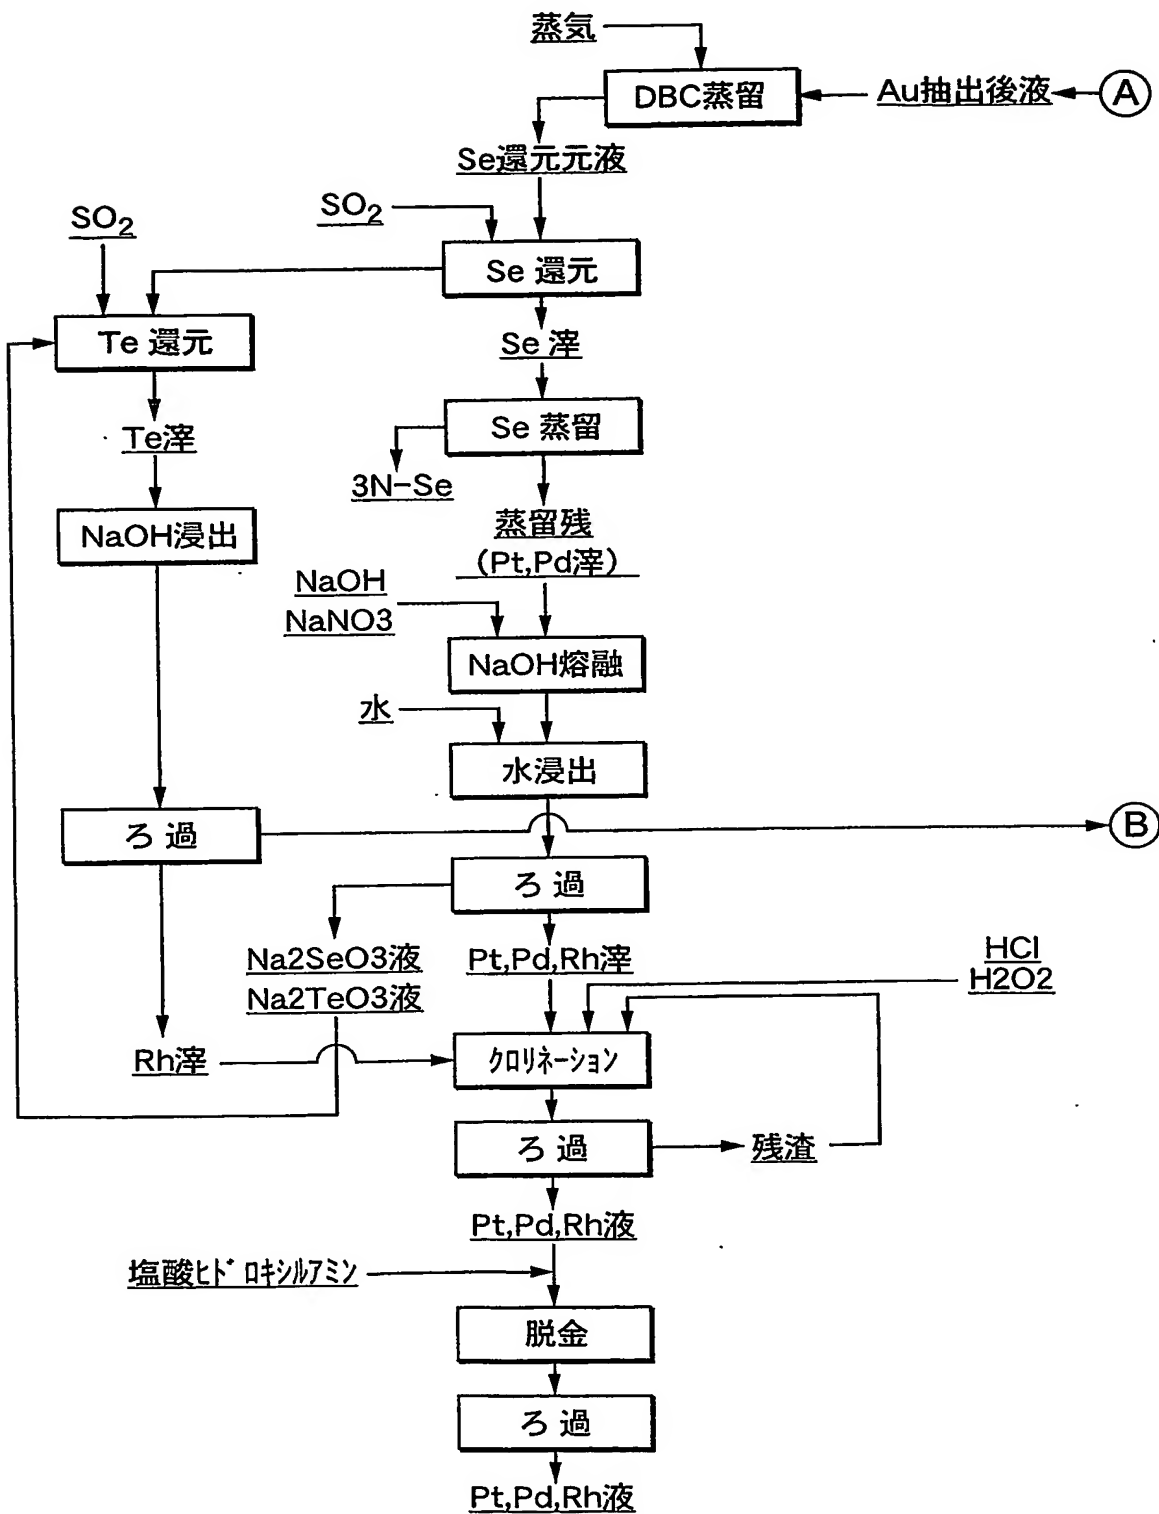 蒸気
DBC蒸留
Au抽出後液
A
Se還元元液
SO2
SO2
Se 還元
Te 還元
Se 滓
Te滓
Se 蒸留
3N-Se
NaOH浸出
蒸留残
(Pt,Pd滓)
NaOH
NaNO3
NaOH熔融
水
水浸出
ろ 過
B
ろ 過
Na2SeO3液
Na2TeO3液
Pt,Pd,Rh滓
HCl
H2O2
Rh滓
クロリネーション
ろ 過
残渣
Pt,Pd,Rh液
塩酸ヒドロキシルアミン
脱金
ろ 過
Pt,Pd,Rh液